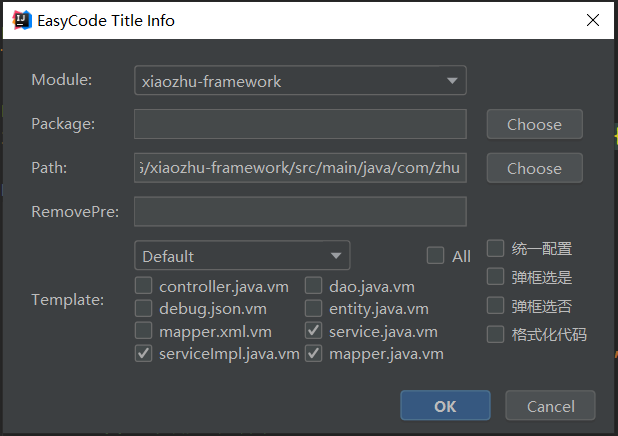 EasyCode Title Info
Module:
xiaozhu-framework
Package:
Choose
Path:
/xiaozhu-framework/src/main/java/com/zhu
Choose
RemovePre:
Default
All
统一配置
弹框选是
弹框选否
格式化代码
Template:
controller.java.vm
dao.java.vm
debug.json.vm
entity.java.vm
mapper.xml.vm
service.java.vm
serviceImpl.java.vm
mapper.java.vm
OK
Cancel